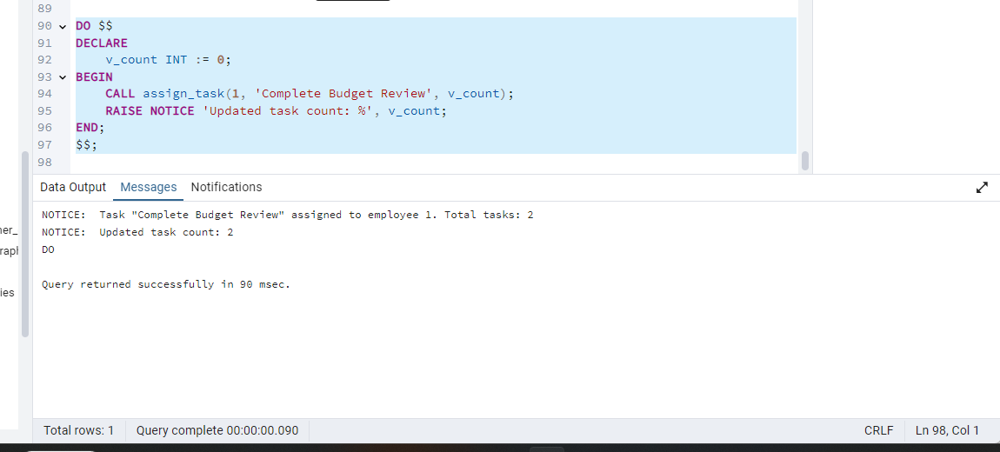 89
90 DO $$
91 DECLARE
92 v_count INT := 0;
93 BEGIN
94 CALL assign_task(1, 'Complete Budget Review', v_count);
95 RAISE NOTICE 'Updated task count: %', v_count;
96 END;
97 $$;
98
Data Output Messages Notifications
NOTICE: Task "Complete Budget Review" assigned to employee 1. Total tasks: 2
ner_
NOTICE: Updated task count: 2
raph
DO
Query returned successfully in 90 msec.
ies
Total rows: 1 Query complete 00:00:00.090 CRLF Ln 98, Col 1